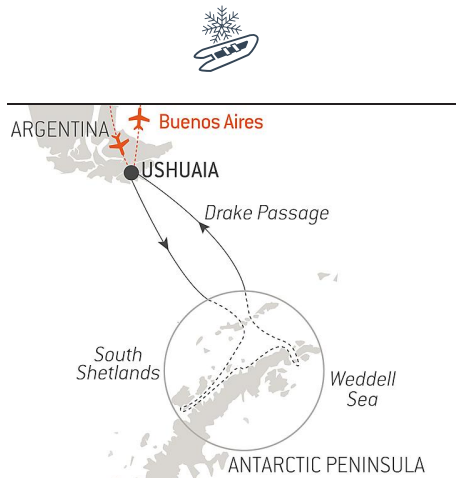 Buenos Aires
ARGENTINA
USHUAIA
Drake Passage
South
Shetlands
Weddell
Sea
ANTARCTIC PENINSULA